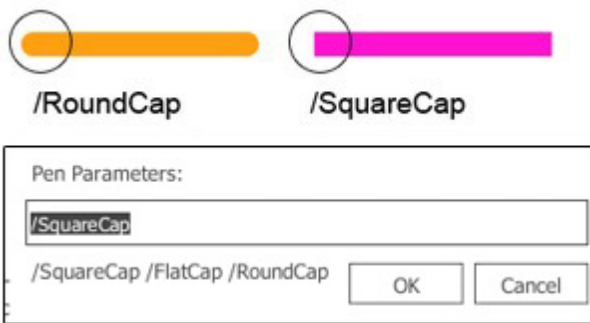 /RoundCap
/SquareCap
Pen Parameters:
/SquareCap
/SquareCap /FlatCap /RoundCap
OK
Cancel